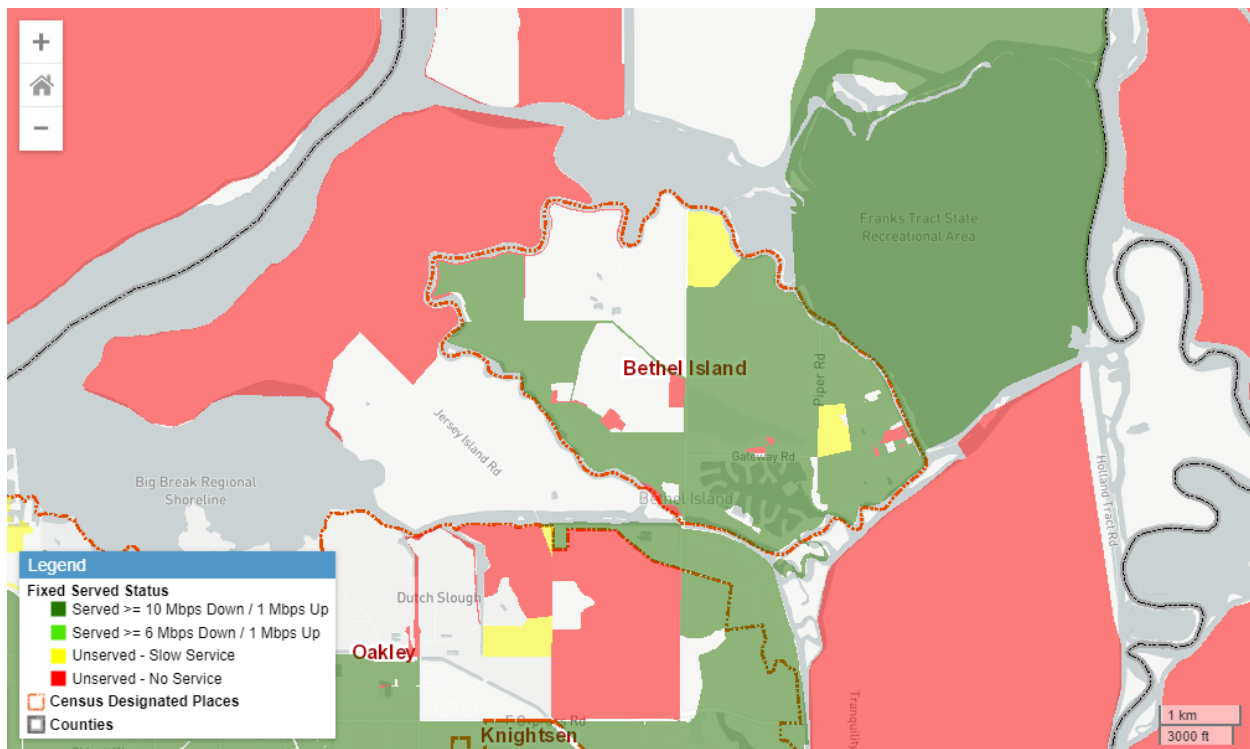 +
−
Franks Tract State
Recreational Area
Bethel Island
Piper Rd
Jersey Island Rd
Gateway Rd
Big Break Regional
Shoreline
Bethel Island
Holland Tract Rd
Legend
Fixed Served Status
Served >= 10 Mbps Down / 1 Mbps Up
Served >= 6 Mbps Down / 1 Mbps Up
Unserved - Slow Service
Unserved - No Service
Census Designated Places
Counties
Dutch Slough
Oakley
Knightsen
1 km
3000 ft